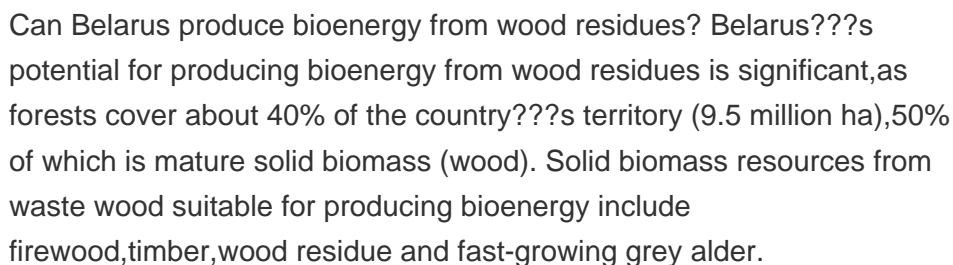 Can Belarus produce bioenergy from wood residues? Belarus???s
potential for producing bioenergy from wood residues is significant,as
forests cover about 40% of the country???s territory (9.5 million ha),50%
of which is mature solid biomass (wood). Solid biomass resources from
waste wood suitable for producing bioenergy include
firewood,timber,wood residue and fast-growing grey alder.